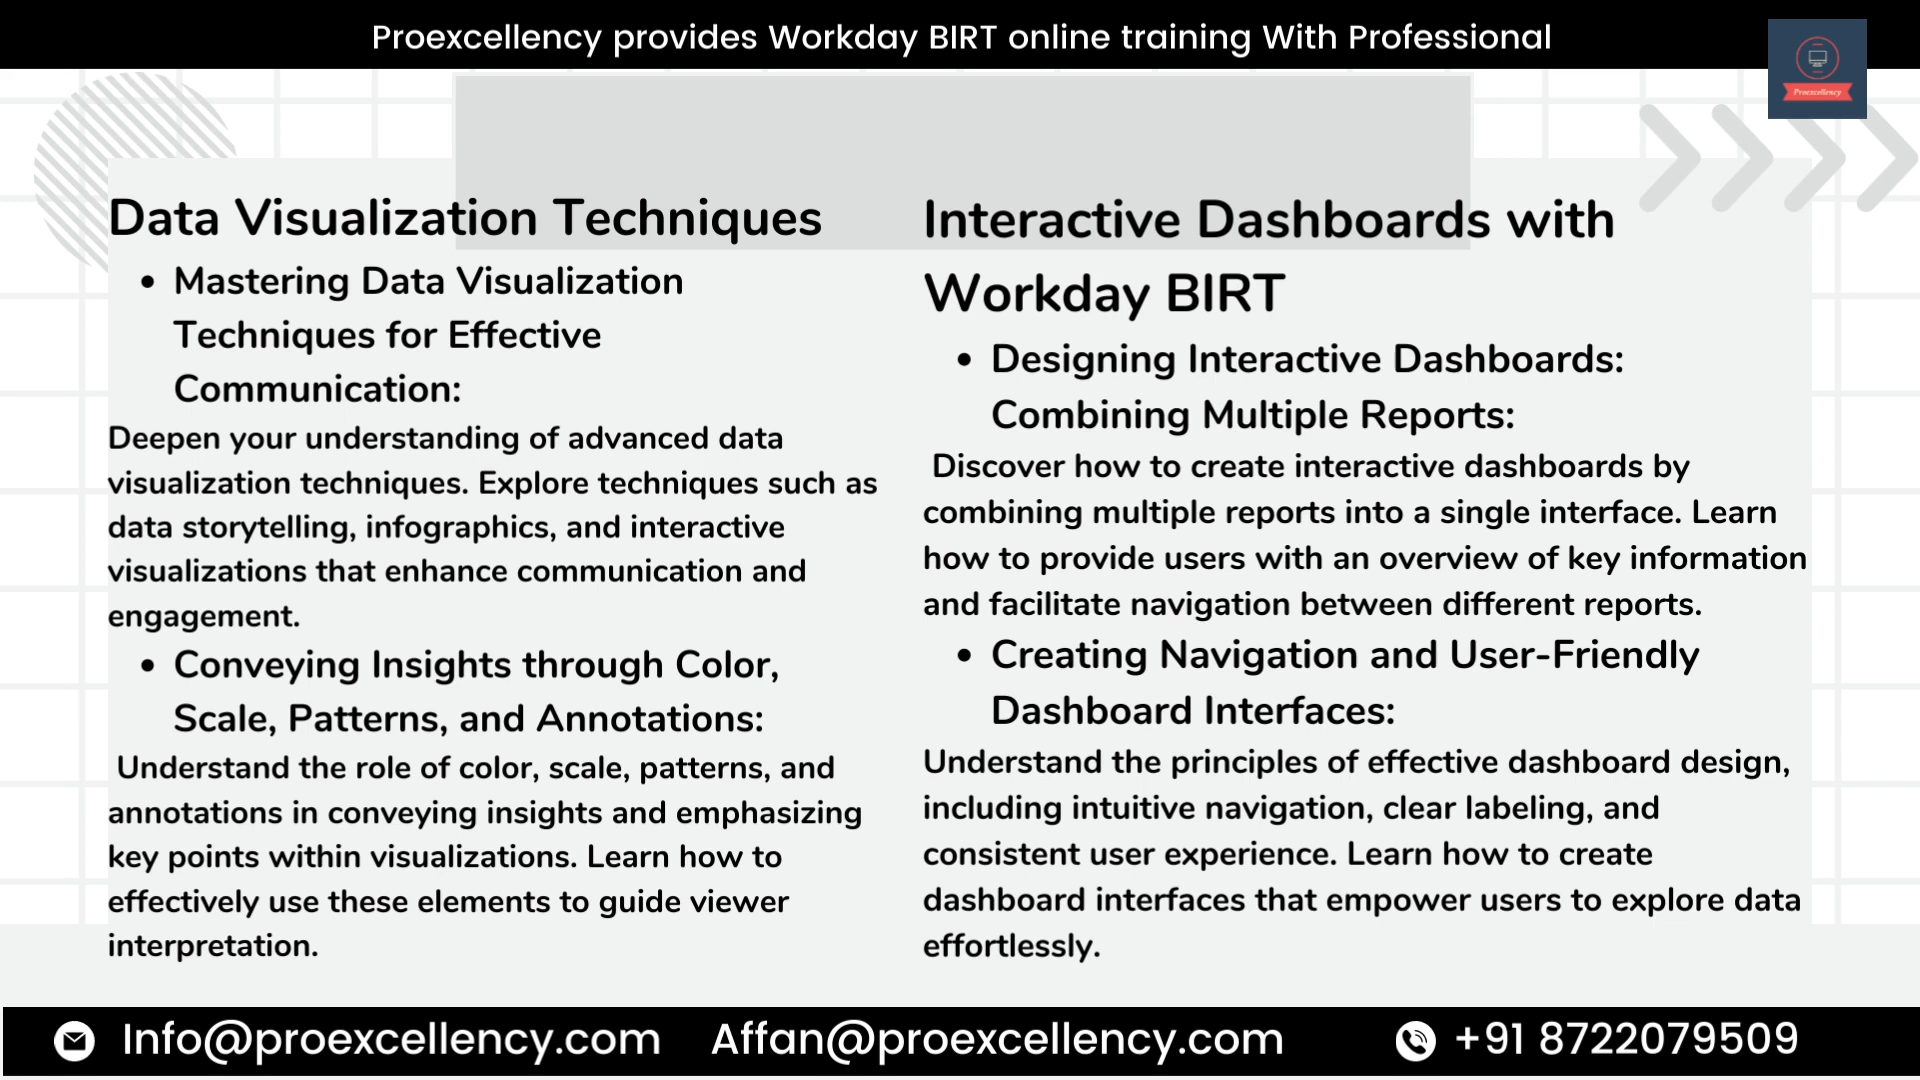 Proexcellency provides Workday BIRT online training With Professional
Proexcellency
Data Visualization Techniques
• Mastering Data Visualization
Techniques for Effective
Communication:
Deepen your understanding of advanced data
visualization techniques. Explore techniques such as
data storytelling, infographics, and interactive
visualizations that enhance communication and
engagement.
• Conveying Insights through Color,
Scale, Patterns, and Annotations:
Understand the role of color, scale, patterns, and
annotations in conveying insights and emphasizing
key points within visualizations. Learn how to
effectively use these elements to guide viewer
interpretation.
Interactive Dashboards with
Workday BIRT
• Designing Interactive Dashboards:
Combining Multiple Reports:
Discover how to create interactive dashboards by
combining multiple reports into a single interface. Learn
how to provide users with an overview of key information
and facilitate navigation between different reports.
• Creating Navigation and User-Friendly
Dashboard Interfaces:
Understand the principles of effective dashboard design,
including intuitive navigation, clear labeling, and
consistent user experience. Learn how to create
dashboard interfaces that empower users to explore data
effortlessly.
Info@proexcellency.com Affan@proexcellency.com +91 8722079509